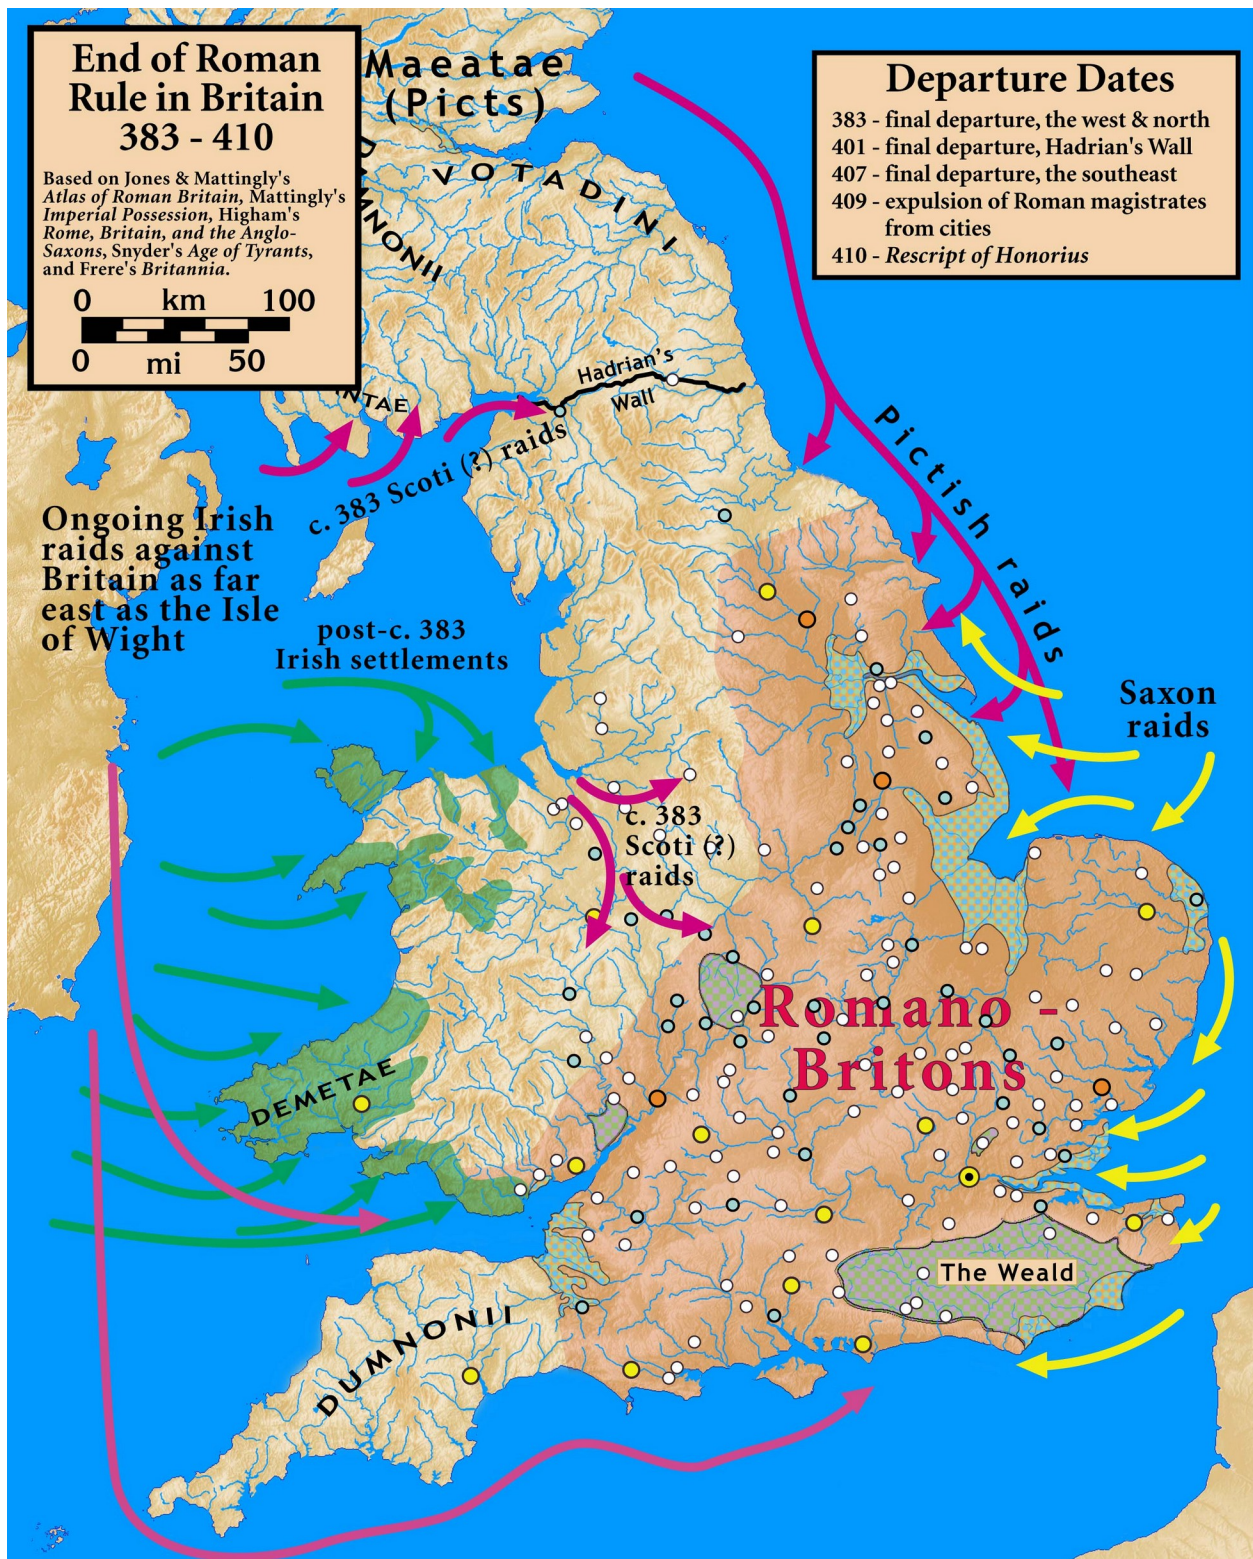 End of Roman
Rule in Britain
383 - 410
Based on Jones & Mattingly's
Atlas of Roman Britain, Mattingly's
Imperial Possession, Higham's
Rome, Britain, and the Anglo-
Saxons, Snyder's Age of Tyrants,
and Frere's Britannia.
0 km 100
0 mi 50
Maeatae
(Picts)
Departure Dates
383 - final departure, the west & north
401 - final departure, Hadrian's Wall
407 - final departure, the southeast
409 - expulsion of Roman magistrates
from cities
410 - Rescript of Honorius
VOTADINI
D
MNONII
Hadrian's
Wall
NTAE
c. 383 Scoti (?) raids
Pictish raids
Ongoing Irish
raids against
Britain as far
east as the Isle
of Wight
post-c. 383
Irish settlements
Saxon
raids
c. 383
Scoti (?)
raids
Romano -
Britons
DEMETAE
The Weald
DUMNONII